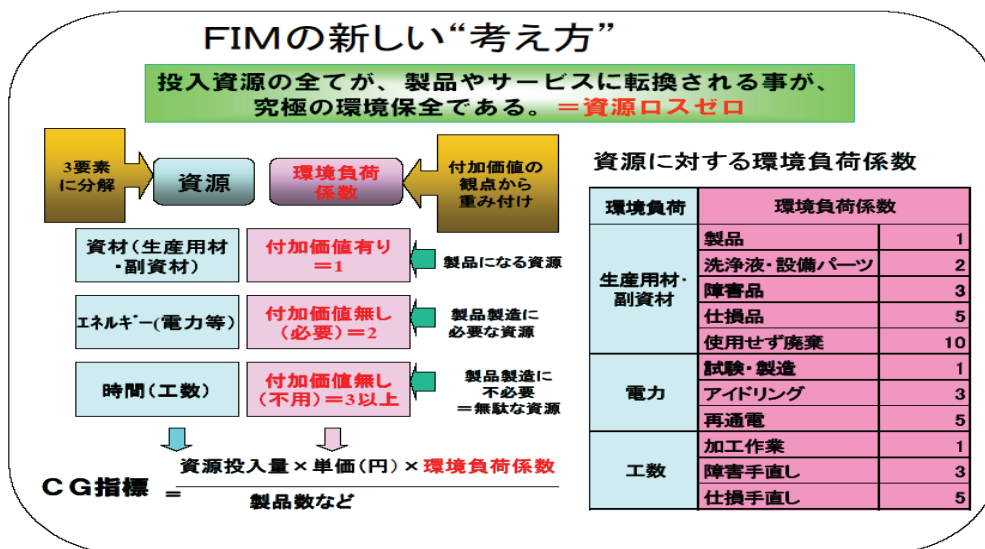 FIMの新しい“考え方”
投入資源の全てが、製品やサービスに転換される事が、
究極の環境保全である。＝資源ロスゼロ
3要素
に分解
資源
環境負荷
係数
付加価値の
観点から
重み付け
資材(生産用材
・副資材)
付加価値有り
＝1
製品になる資源
エネルギー(電力等)
付加価値無し
(必要)＝2
製品製造に
必要な資源
時間(工数)
付加価値無し
(不用)＝3以上
製品製造に
不必要
＝無駄な資源
CG指標 ＝
資源投入量×単価(円)×環境負荷係数
製品数など
資源に対する環境負荷係数
環境負荷 環境負荷係数
生産用材・
副資材
製品 1
洗浄液・設備パーツ 2
障害品 3
仕損品 5
使用せず廃棄 10
電力
試験・製造 1
アイドリング 3
再通電 5
工数
加工作業 1
障害手直し 3
仕損手直し 5